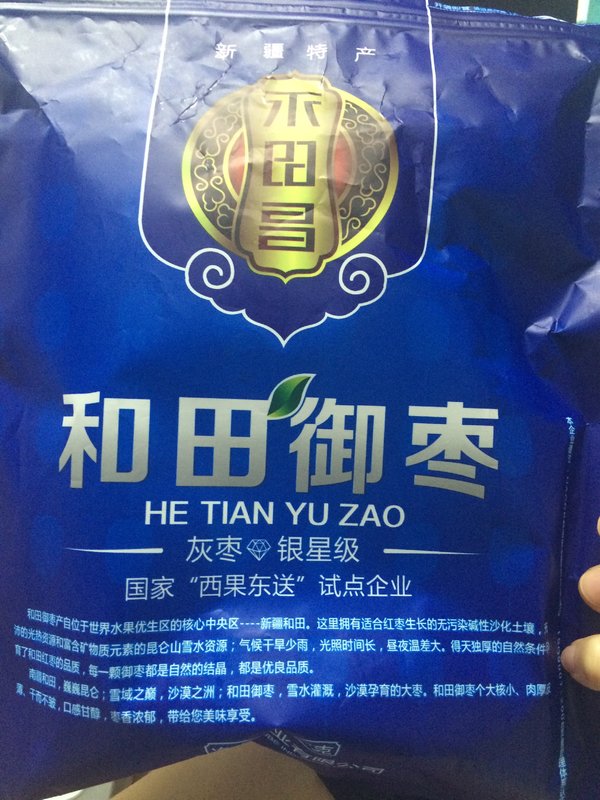 新疆特产
禾田昌
和田御枣
HE TIAN YU ZAO
灰枣 银星级
国家“西果东送”试点企业
和田御枣产自位于世界水果优生区的核心中央区----新疆和田。这里拥有适合红枣生长的无污染碱性沙化土壤，
沛的光热资源和富含矿物质元素的昆仑山雪水资源；气候干旱少雨，光照时间长，昼夜温差大。得天独厚的自然条件
育了和田红枣的品质，每一颗御枣都是自然的结晶，都是优良品质。
南疆和田，巍巍昆仑；雪域之巅，沙漠之洲；和田御枣，雪水灌溉，沙漠孕育的大枣。和田御枣个大核小、肉厚
薄、干而不皱，口感甘醇，枣香浓郁，带给您美味享受。
有限公司